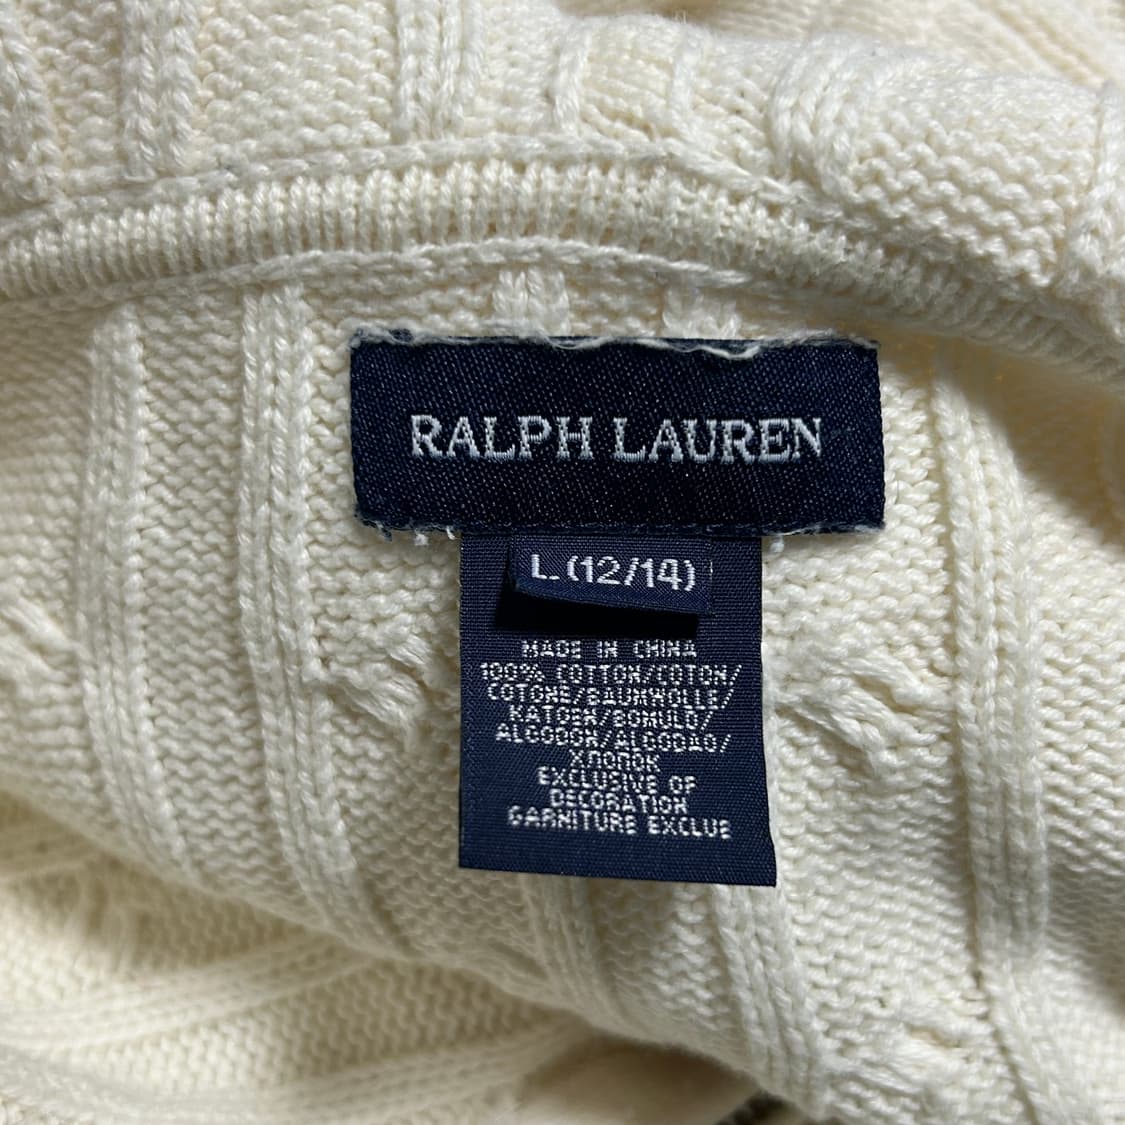 RALPH LAUREN
L (12/14)
MADE IN CHINA
100% COTTON/COTON/
COTONE/BAUMWOLLE/
KATOEN/BOMULD/
ALGODON/ALGODAO/
ХЛОПОК
EXCLUSIVE OF
DECORATION
GARNITURE EXCLUE